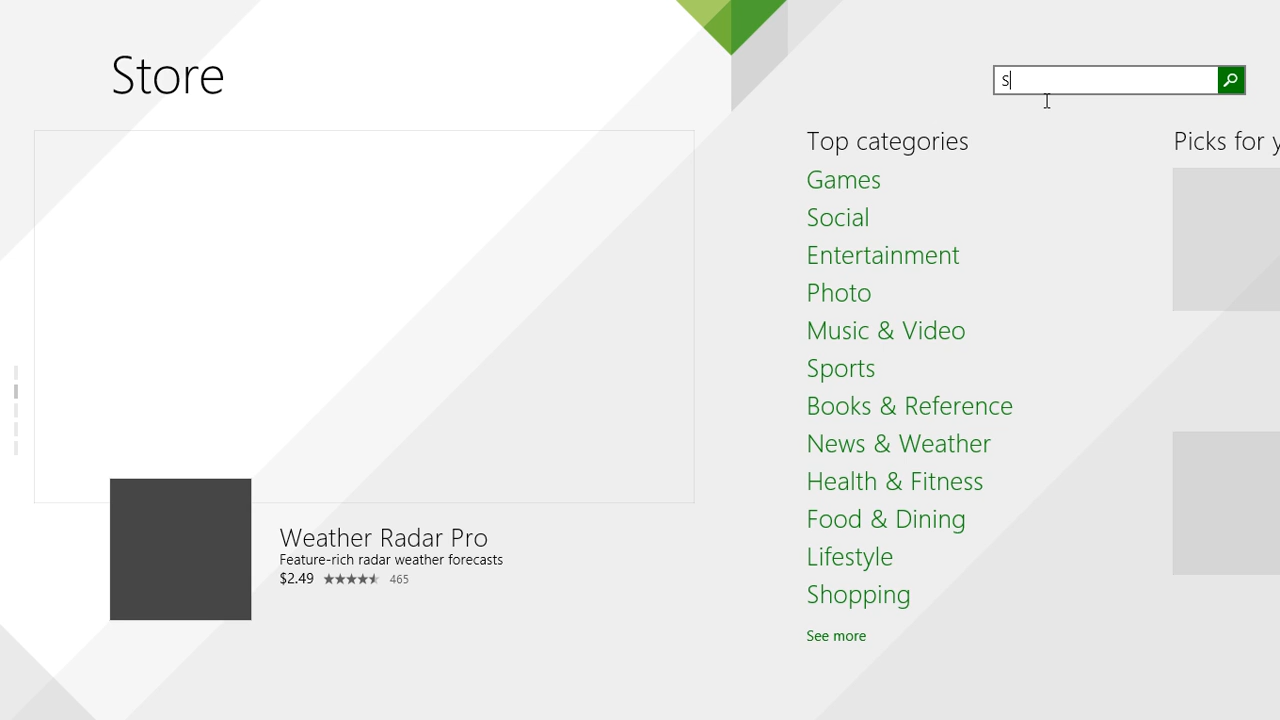 Store
s
Top categories
Games
Social
Entertainment
Photo
Music & Video
Sports
Books & Reference
News & Weather
Health & Fitness
Food & Dining
Lifestyle
Shopping
See more
Picks for y
Weather Radar Pro
Feature-rich radar weather forecasts
$2.49 465